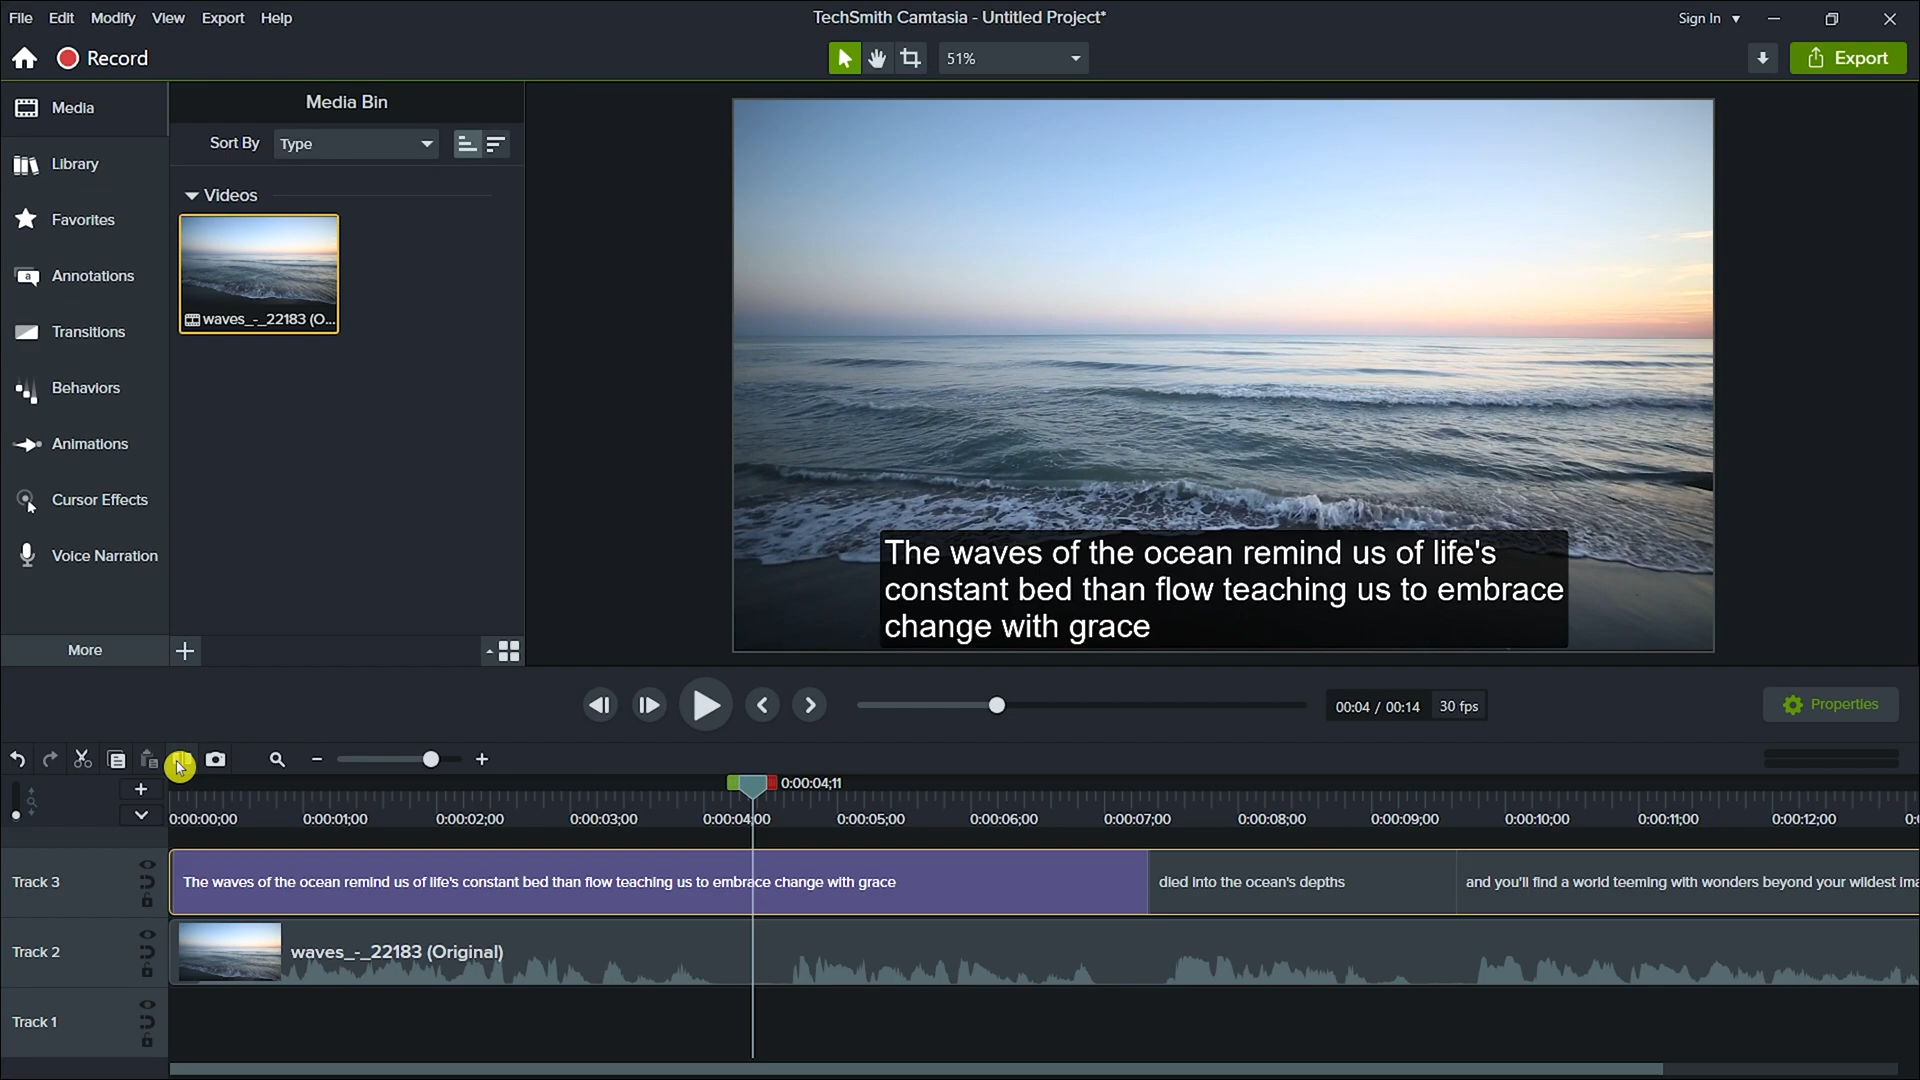 File Edit Modify View Export Help
TechSmith Camtasia - Untitled Project*
Sign In
Record
51%
Export
Media
Library
Favorites
Annotations
Transitions
Behaviors
Animations
Cursor Effects
Voice Narration
More
Media Bin
Sort By Type
Videos
waves_-_22183 (O...
The waves of the ocean remind us of life's
constant bed than flow teaching us to embrace
change with grace
00:04 / 00:14 30 fps
Properties
0:00:04;11
0:00:00;00 0:00:01;00 0:00:02;00 0:00:03;00 0:00:04;00 0:00:05;00 0:00:06;00 0:00:07;00 0:00:08;00 0:00:09;00 0:00:10;00 0:00:11;00 0:00:12;00
Track 3
The waves of the ocean remind us of life's constant bed than flow teaching us to embrace change with grace
died into the ocean's depths
and you'll find a world teeming with wonders beyond your wildest ima
Track 2
waves_-_22183 (Original)
Track 1